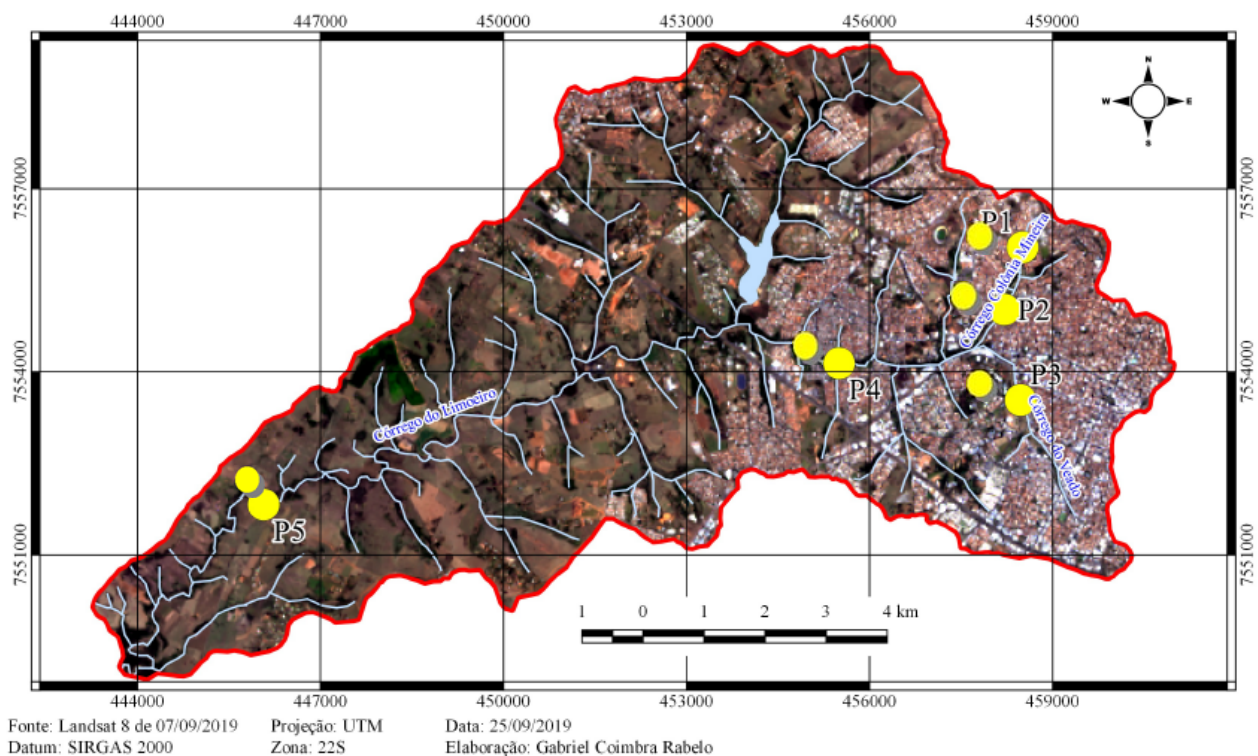 444000 447000 450000 453000 456000 459000
N
W E
S
7557000 7557000
P1
Córrego Colônia Mineira
P2
7554000 7554000
P3
P4
Córrego do Limoeiro
Córrego do Veado
P5
7551000 7551000
1 0 1 2 3 4 km
444000 447000 450000 453000 456000 459000
Fonte: Landsat 8 de 07/09/2019 Projeção: UTM Data: 25/09/2019
Datum: SIRGAS 2000 Zona: 22S Elaboração: Gabriel Coimbra Rabelo